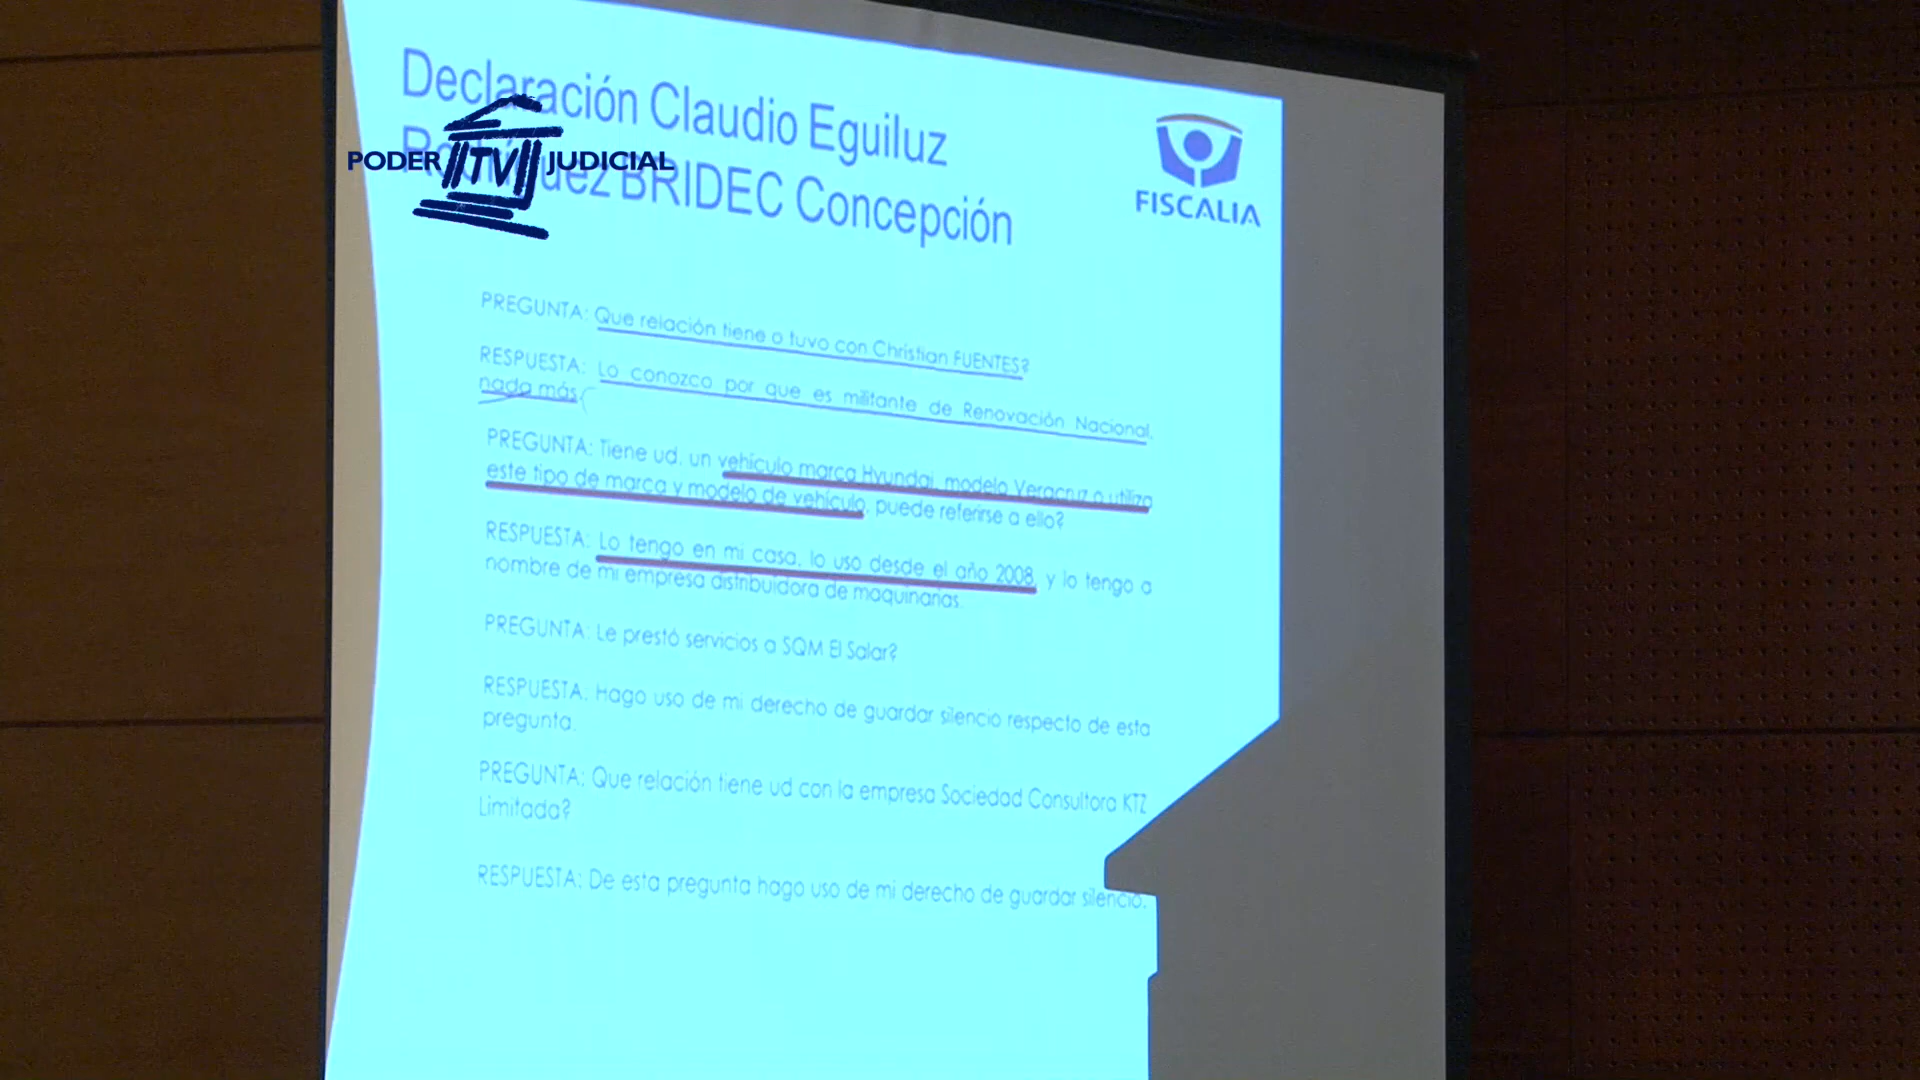 Declaración Claudio Eguiluz
PODER TV JUDICIAL
BRIDEC Concepción
FISCALIA
PREGUNTA: Que relación tiene o tuvo con Christian FUENTES?
RESPUESTA: Lo conozco por que es militante de Renovación Nacional,
nada más.
PREGUNTA: Tiene ud. un vehículo marca Hyundai, modelo Veracruz o utiliza
este tipo de marca y modelo de vehículo, puede referirse a ello?
RESPUESTA: Lo tengo en mi casa, lo uso desde el año 2008, y lo tengo a
nombre de mi empresa distribuidora de maquinarias.
PREGUNTA: Le prestó servicios a SQM El Salar?
RESPUESTA: Hago uso de mi derecho de guardar silencio respecto de esta
pregunta.
PREGUNTA: Que relación tiene ud con la empresa Sociedad Consultora KTZ
Limitada?
RESPUESTA: De esta pregunta hago uso de mi derecho de guardar silencio.